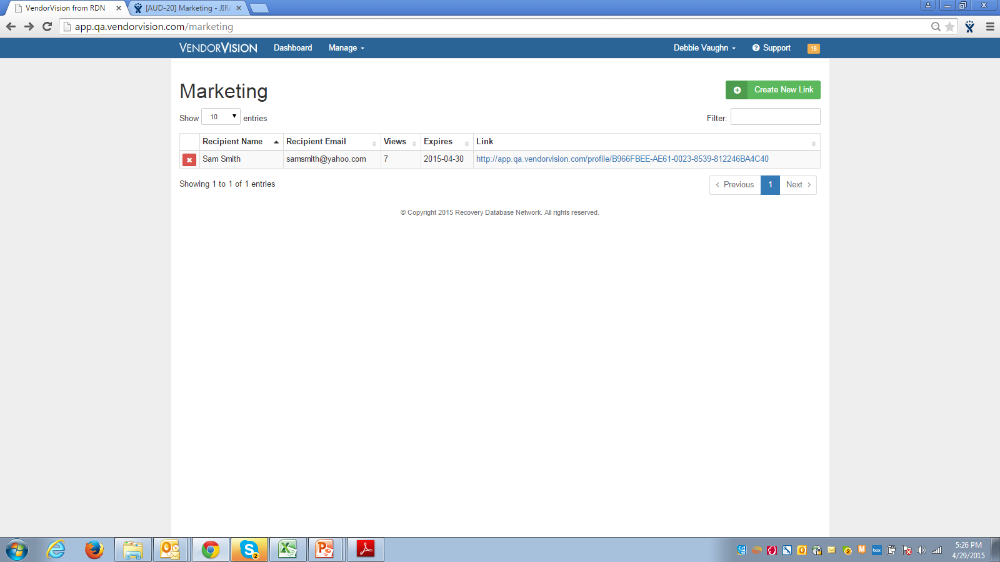 VendorVision from RDN
[AUD-20] Marketing - JIRA
app.qa.vendorvision.com/marketing
VENDORVISION Dashboard Manage Debbie Vaughn Support 18
Marketing
Create New Link
Show 10 entries
Filter:
Recipient Name Recipient Email Views Expires Link
Sam Smith samsmith@yahoo.com 7 2015-04-30 http://app.qa.vendorvision.com/profile/B966FBEE-AE61-0023-8539-812246BA4C40
Showing 1 to 1 of 1 entries
Previous 1 Next
© Copyright 2015 Recovery Database Network. All rights reserved.
2
2
box
5:26 PM
4/29/2015